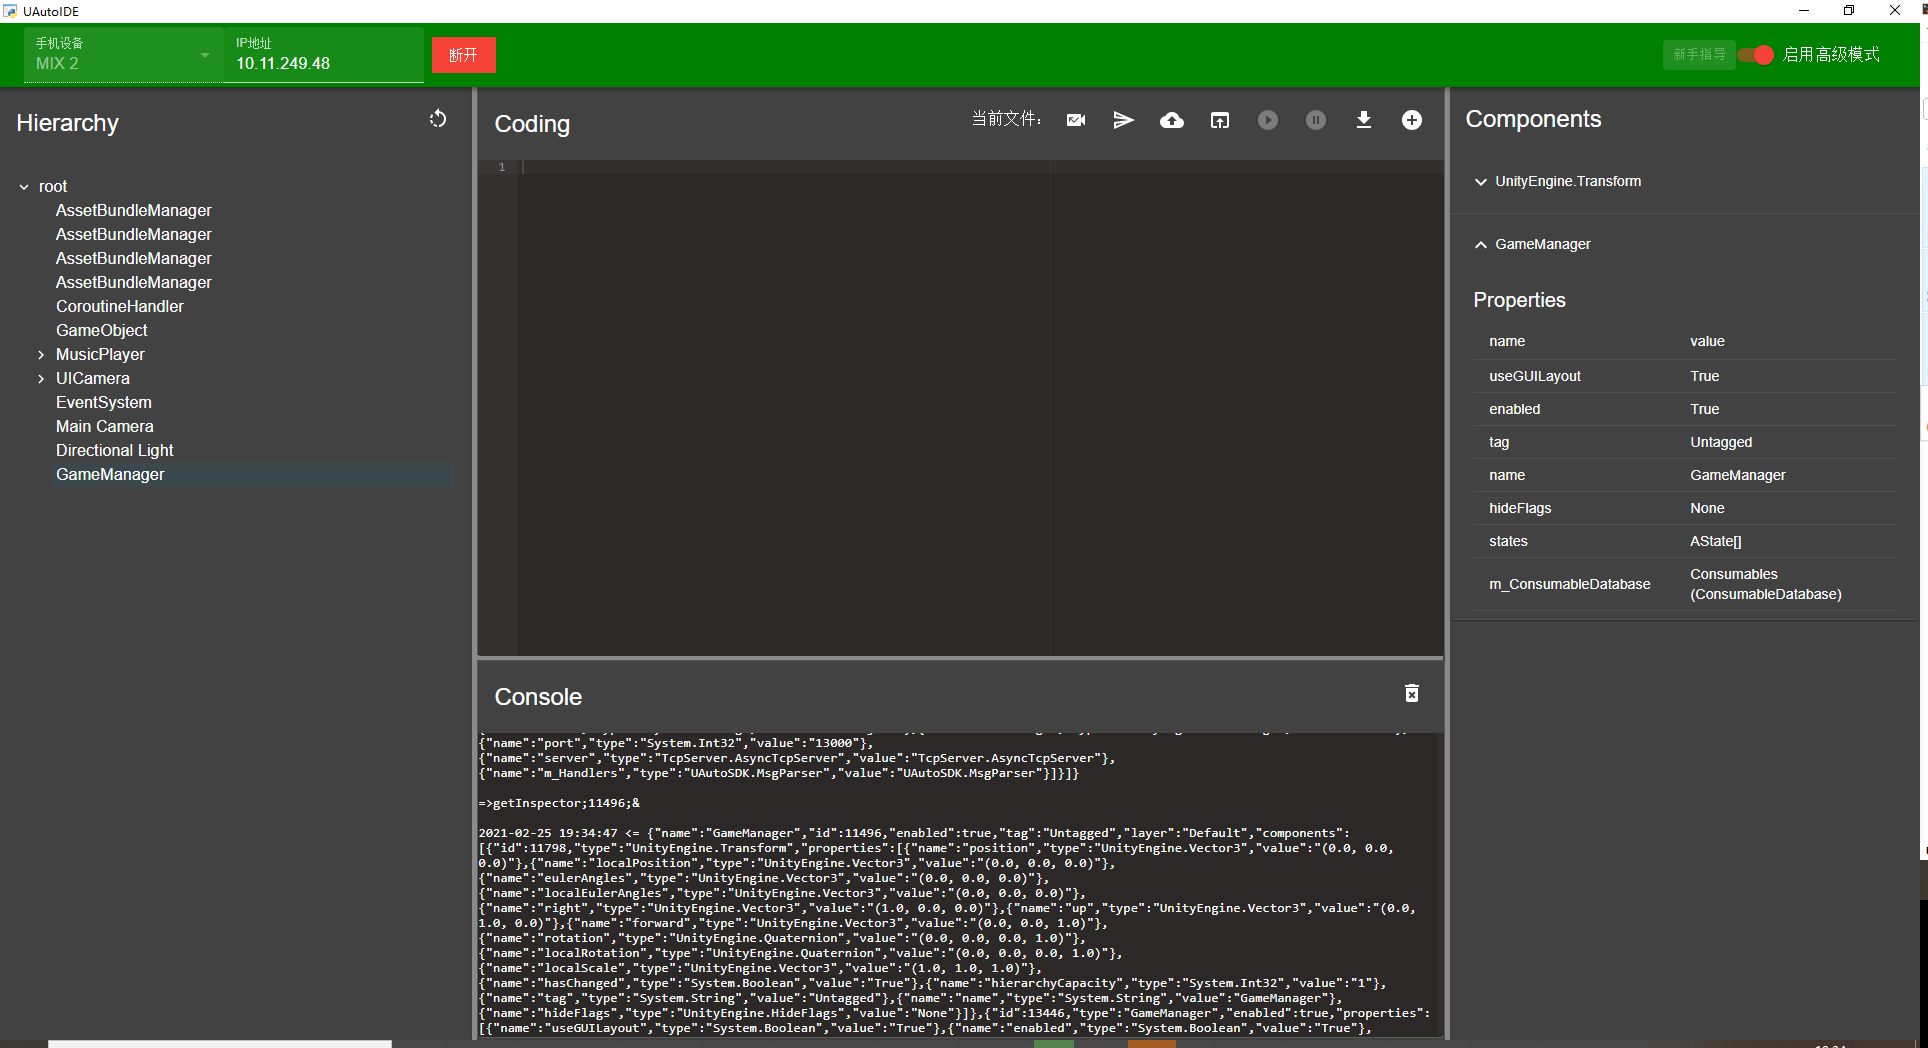 UAutoIDE
手机设备
MIX 2
IP地址
10.11.249.48
断开
新手指导
启用高级模式
Hierarchy
root
AssetBundleManager
AssetBundleManager
AssetBundleManager
AssetBundleManager
CoroutineHandler
GameObject
MusicPlayer
UICamera
EventSystem
Main Camera
Directional Light
GameManager
Coding
当前文件：
1
Console
{"name":"port","type":"System.Int32","value":"13000"},
{"name":"server","type":"TcpServer.AsyncTcpServer","value":"TcpServer.AsyncTcpServer"},
{"name":"m_Handlers","type":"UAutoSDK.MsgParser","value":"UAutoSDK.MsgParser"}]}]}
=>getInspector;11496;&
2021-02-25 19:34:47 <= {"name":"GameManager","id":11496,"enabled":true,"tag":"Untagged","layer":"Default","components":
[{"id":11798,"type":"UnityEngine.Transform","properties":[{"name":"position","type":"UnityEngine.Vector3","value":"(0.0, 0.0,
0.0)"},{"name":"localPosition","type":"UnityEngine.Vector3","value":"(0.0, 0.0, 0.0)"},
{"name":"eulerAngles","type":"UnityEngine.Vector3","value":"(0.0, 0.0, 0.0)"},
{"name":"localEulerAngles","type":"UnityEngine.Vector3","value":"(0.0, 0.0, 0.0)"},
{"name":"right","type":"UnityEngine.Vector3","value":"(1.0, 0.0, 0.0)"},{"name":"up","type":"UnityEngine.Vector3","value":"(0.0,
1.0, 0.0)"},{"name":"forward","type":"UnityEngine.Vector3","value":"(0.0, 0.0, 1.0)"},
{"name":"rotation","type":"UnityEngine.Quaternion","value":"(0.0, 0.0, 0.0, 1.0)"},
{"name":"localRotation","type":"UnityEngine.Quaternion","value":"(0.0, 0.0, 0.0, 1.0)"},
{"name":"localScale","type":"UnityEngine.Vector3","value":"(1.0, 1.0, 1.0)"},
{"name":"hasChanged","type":"System.Boolean","value":"True"},{"name":"hierarchyCapacity","type":"System.Int32","value":"1"},
{"name":"tag","type":"System.String","value":"Untagged"},{"name":"name","type":"System.String","value":"GameManager"},
{"name":"hideFlags","type":"UnityEngine.HideFlags","value":"None"}]},{"id":13446,"type":"GameManager","enabled":true,"properties":
[{"name":"useGUILayout","type":"System.Boolean","value":"True"},{"name":"enabled","type":"System.Boolean","value":"True"},
Components
UnityEngine.Transform
GameManager
Properties
name value
useGUILayout True
enabled True
tag Untagged
name GameManager
hideFlags None
states AState[]
m_ConsumableDatabase Consumables
(ConsumableDatabase)